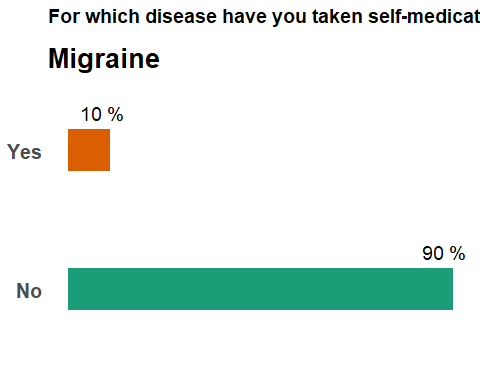 For which disease have you taken self-medicat
Migraine
10 %
Yes
90 %
No